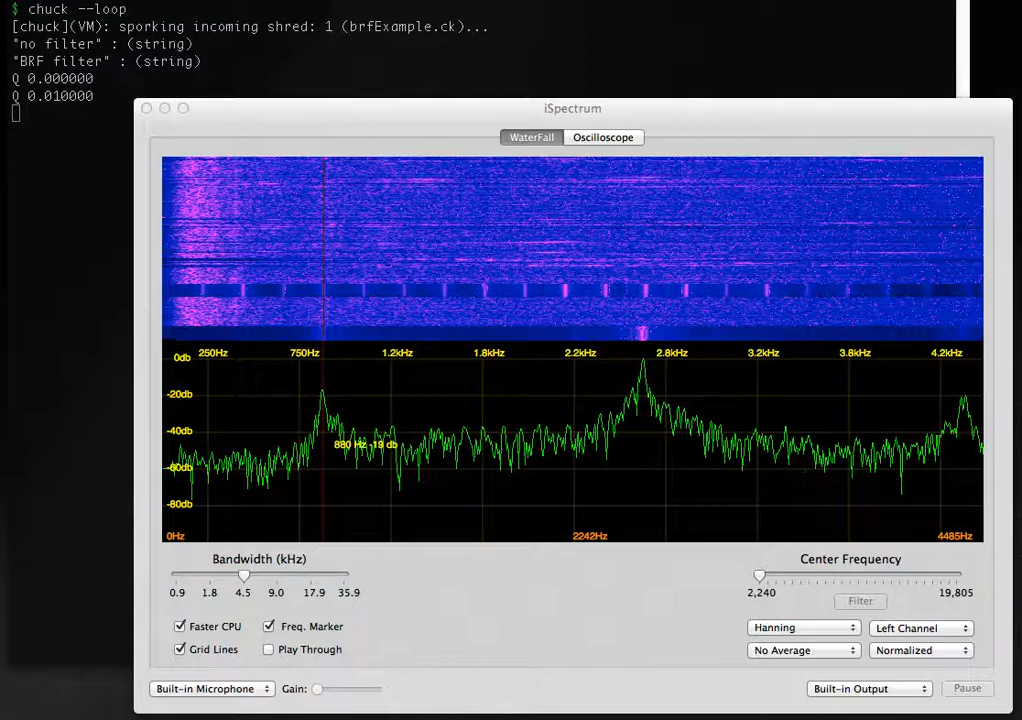 $ chuck --loop
[chuck](VM): sporking incoming shred: 1 (brfExample.ck)...
"no filter" : (string)
"BRF filter" : (string)
Q 0.000000
Q 0.010000
iSpectrum
WaterFall Oscilloscope
0db 250Hz 750Hz 1.2kHz 1.8kHz 2.2kHz 2.8kHz 3.2kHz 3.8kHz 4.2kHz
-20db
-40db
880 Hz -19 db
-60db
-80db
0Hz 2242Hz 4485Hz
Bandwidth (kHz) Center Frequency
0.9 1.8 4.5 9.0 17.9 35.9 2,240 19,805
Filter
Faster CPU Freq. Marker Hanning Left Channel
Grid Lines Play Through No Average Normalized
Built-in Microphone Gain: Built-in Output Pause